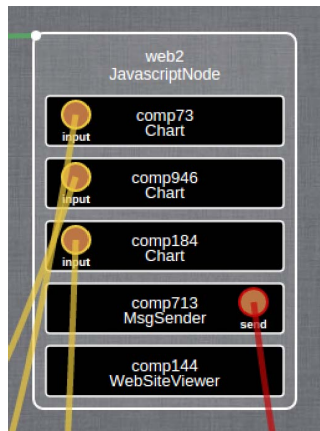 web2
JavascriptNode
comp73
Chart
input
comp946
Chart
input
comp184
Chart
input
comp713
MsgSender
send
comp144
WebSiteViewer